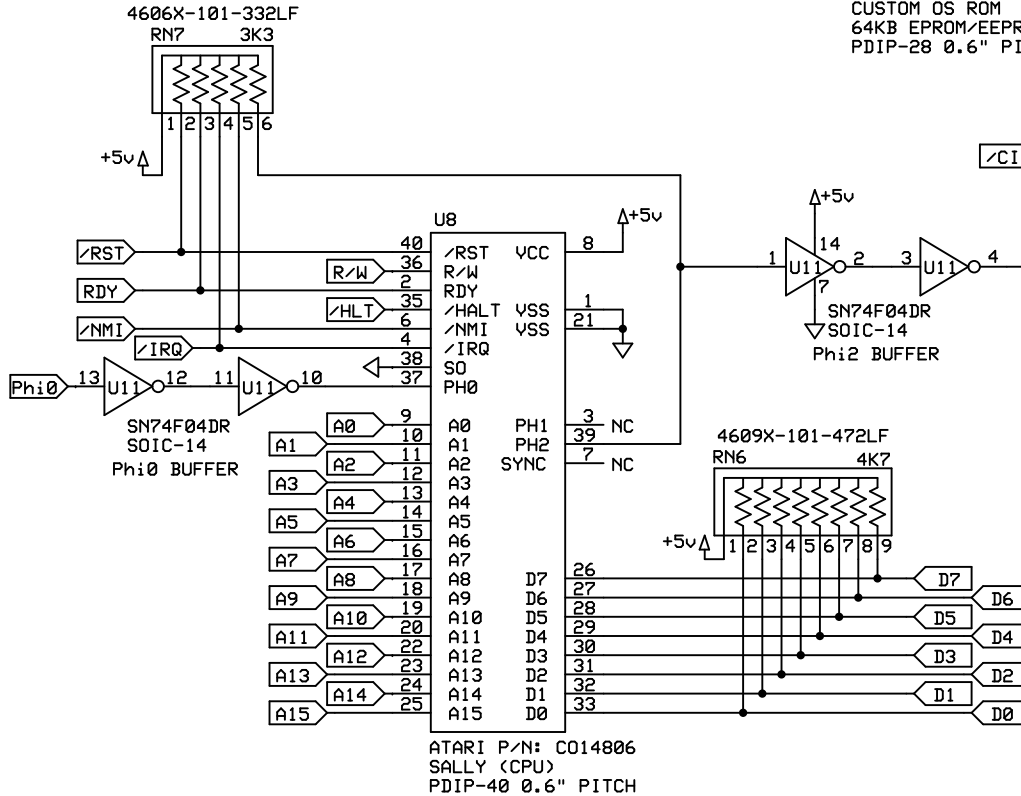 CUSTOM OS ROM
64KB EPROM/EEPR
PDIP-28 0.6" PI
4606X-101-332LF
RN7 3K3
1 2 3 4 5 6
+5v
/CI
U8
+5v
+5v
/RST 40 /RST VCC 8
R/W 36 R/W
RDY 2 RDY
/HLT 35 /HALT VSS 1
/NMI 6 /NMI VSS 21
/IRQ 4 /IRQ
38 SO
Phi0 13 U11 12 11 U11 10 37 PH0
1 U11 14 2 3 U11 4
7
SN74F04DR
SOIC-14
Phi2 BUFFER
SN74F04DR
SOIC-14
Phi0 BUFFER
A0 9 A0 PH1 3 NC
A1 10 A1 PH2 39
A2 11 A2 SYNC 7 NC
A3 12 A3
A4 13 A4
A5 14 A5
A6 15 A6
A7 16 A7
4609X-101-472LF
RN6 4K7
+5v 1 2 3 4 5 6 7 8 9
A8 17 A8 D7 26 D7
A9 18 A9 D6 27 D6
A10 19 A10 D5 28 D5
A11 20 A11 D4 29 D4
A12 22 A12 D3 30 D3
A13 23 A13 D2 31 D2
A14 24 A14 D1 32 D1
A15 25 A15 D0 33 D0
ATARI P/N: CO14806
SALLY (CPU)
PDIP-40 0.6" PITCH